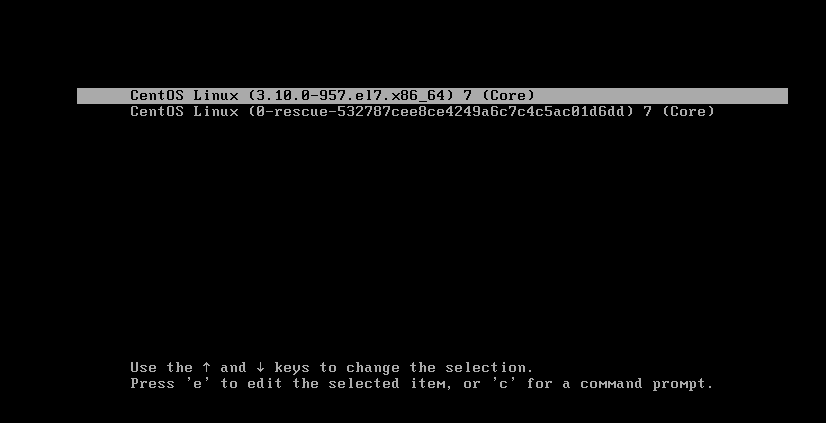 CentOS Linux (3.10.0-957.el7.x86_64) 7 (Core)
CentOS Linux (0-rescue-532787cee8ce4249a6c7c4c5ac01d6dd) 7 (Core)
Use the ↑ and ↓ keys to change the selection.
Press 'e' to edit the selected item, or 'c' for a command prompt.